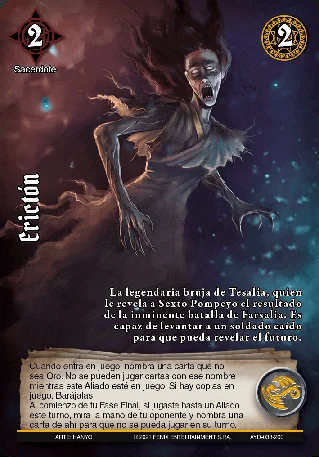 2
2
Sacerdote
Erictón
La legendaria bruja de Tesalia, quien
le revela a Sexto Pompeyo el resultado
de la inminente batalla de Farsalia. Es
capaz de levantar a un soldado caído
para que pueda revelar el futuro.
Cuando entra en juego, nombra una carta que no
sea Oro. No se pueden jugar cartas con ese nombre
mientras este Aliado esté en juego. Si hay copias en
juego, Barájalas.
Al comienzo de tu Fase Final, si jugaste hasta un Aliado
este turno, mira la mano de tu oponente y nombra una
carta de ahí para que no se pueda jugar en su turno.
ARTE:
©2021 FENIX ENTERTAINMENT S.P.A.